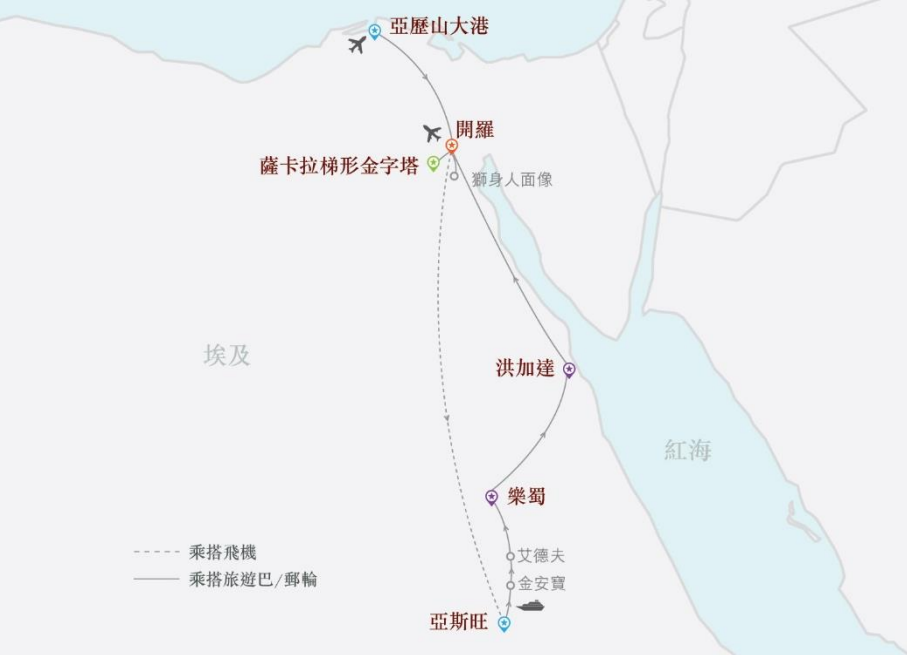 亞歷山大港
開羅
薩卡拉梯形金字塔
獅身人面像
埃及
洪加達
紅海
樂蜀
乘搭飛機
艾德夫
乘搭旅遊巴/郵輪
金安寶
亞斯旺